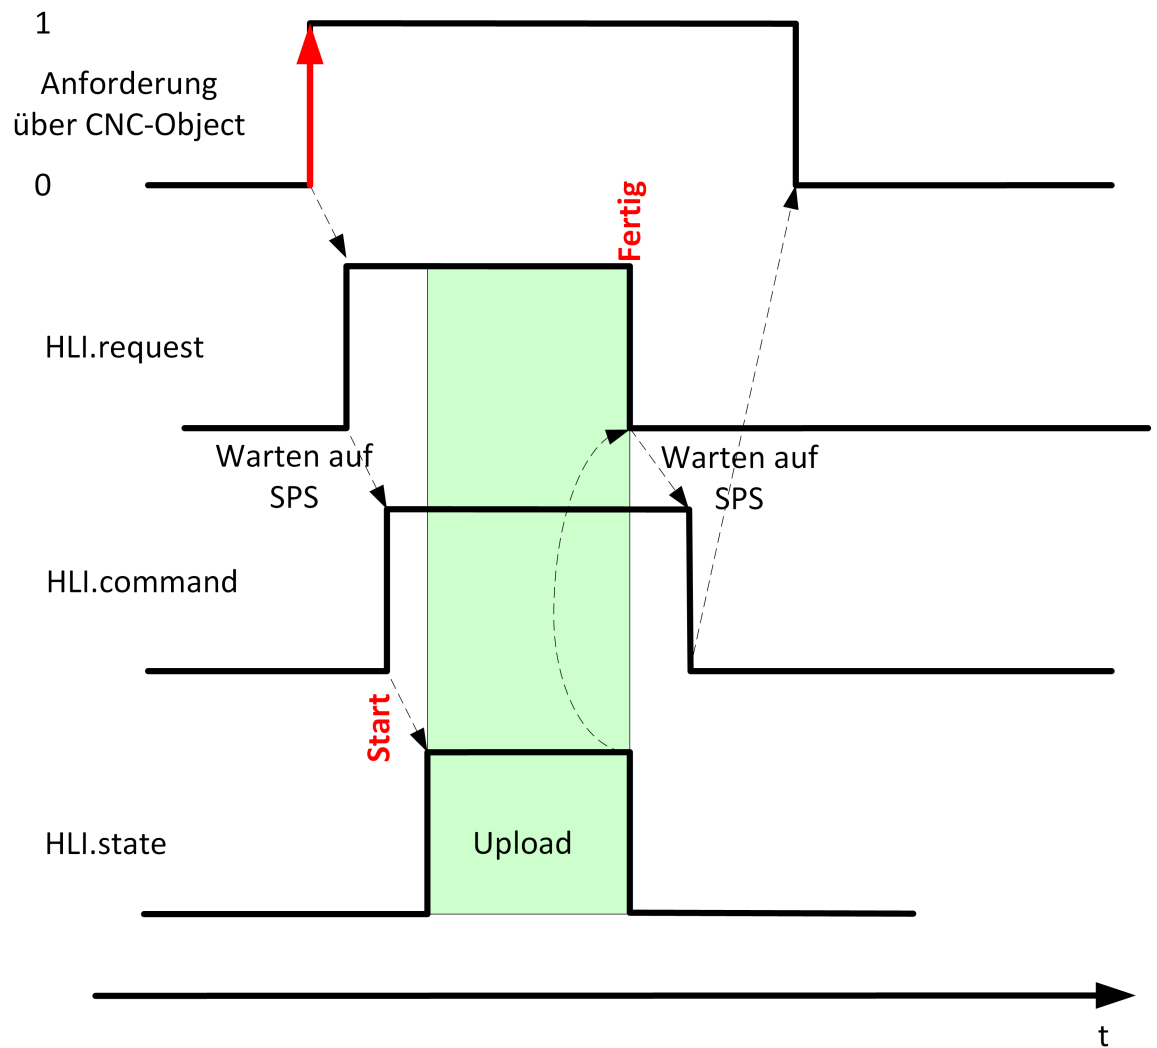 1
Anforderung
über CNC-Object
0
Fertig
HLI.request
Warten auf
SPS
Warten auf
SPS
HLI.command
Start
HLI.state
Upload
t